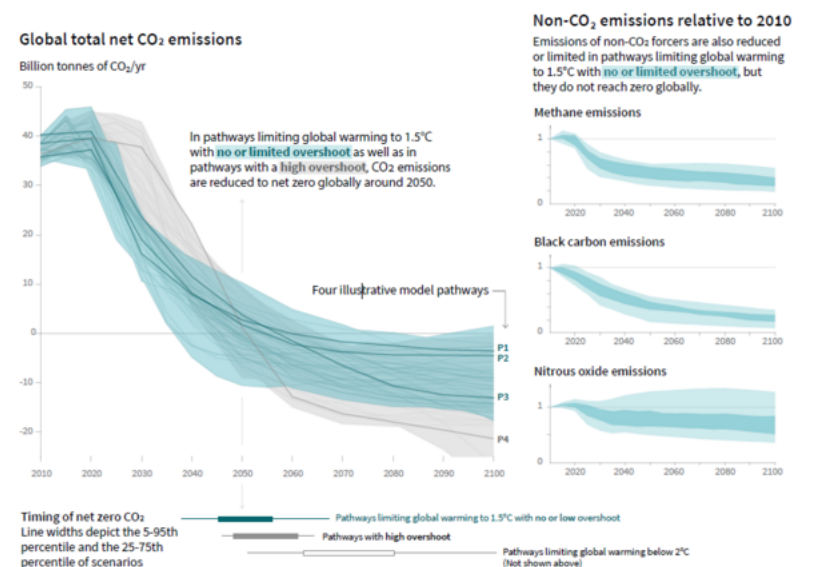 Global total net CO₂ emissions
Billion tonnes of CO₂/yr
50
40
30
20
10
0
-10
-20
2010 2020 2030 2040 2050 2060 2070 2080 2090 2100
In pathways limiting global warming to 1.5°C
with no or limited overshoot as well as in
pathways with a high overshoot, CO₂ emissions
are reduced to net zero globally around 2050.
Four illustrative model pathways
P1
P2
P3
P4
Non-CO₂ emissions relative to 2010
Emissions of non-CO₂ forcers are also reduced
or limited in pathways limiting global warming
to 1.5°C with no or limited overshoot, but
they do not reach zero globally.
Methane emissions
1
0
2020 2040 2060 2080 2100
Black carbon emissions
1
0
2020 2040 2060 2080 2100
Nitrous oxide emissions
1
0
2020 2040 2060 2080 2100
Timing of net zero CO₂
Line widths depict the 5-95th
percentile and the 25-75th
percentile of scenarios
Pathways limiting global warming to 1.5°C with no or low overshoot
Pathways with high overshoot
Pathways limiting global warming below 2°C
(Not shown above)